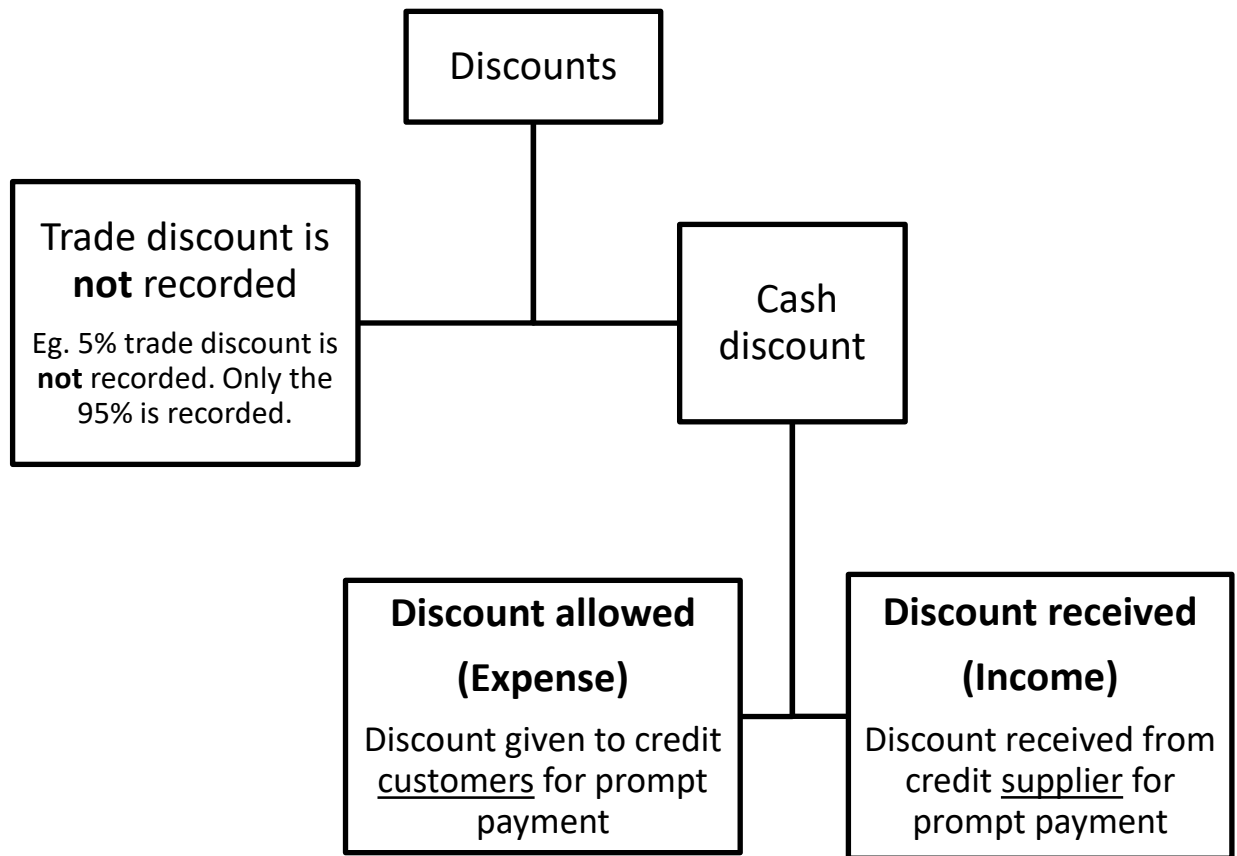 Discounts
Trade discount is
not recorded
Eg. 5% trade discount is
not recorded. Only the
95% is recorded.
Cash
discount
Discount allowed
(Expense)
Discount given to credit
customers for prompt
payment
Discount received
(Income)
Discount received from
credit supplier for
prompt payment